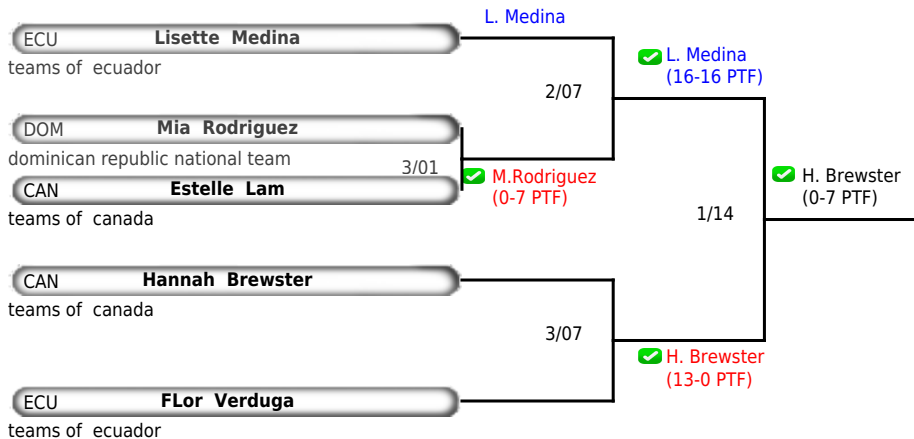 L. Medina
ECU Lisette Medina
teams of ecuador
L. Medina
(16-16 PTF)
2/07
DOM Mia Rodriguez
dominican republic national team
3/01
M.Rodriguez
(0-7 PTF)
CAN Estelle Lam
teams of canada
H. Brewster
(0-7 PTF)
1/14
CAN Hannah Brewster
teams of canada
3/07
H. Brewster
(13-0 PTF)
ECU FLor Verduga
teams of ecuador